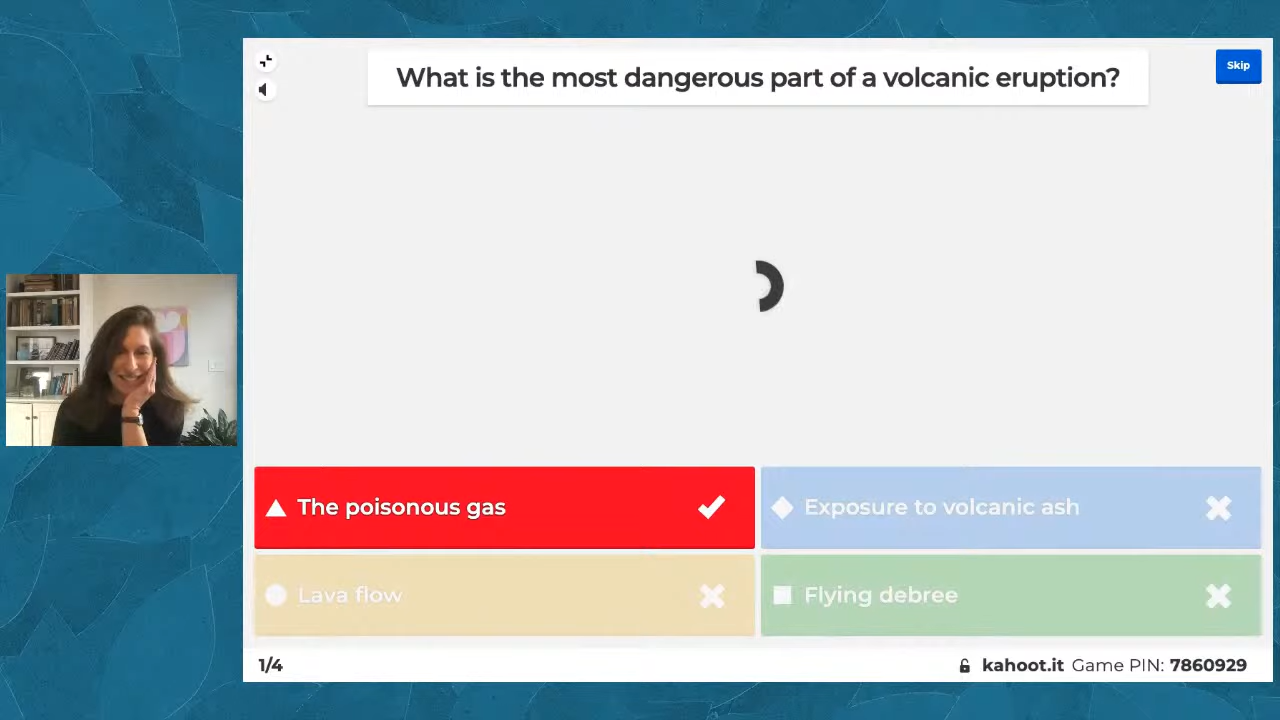 What is the most dangerous part of a volcanic eruption?
Skip
The poisonous gas
Exposure to volcanic ash
Lava flow
Flying debree
1/4
kahoot.it Game PIN: 7860929